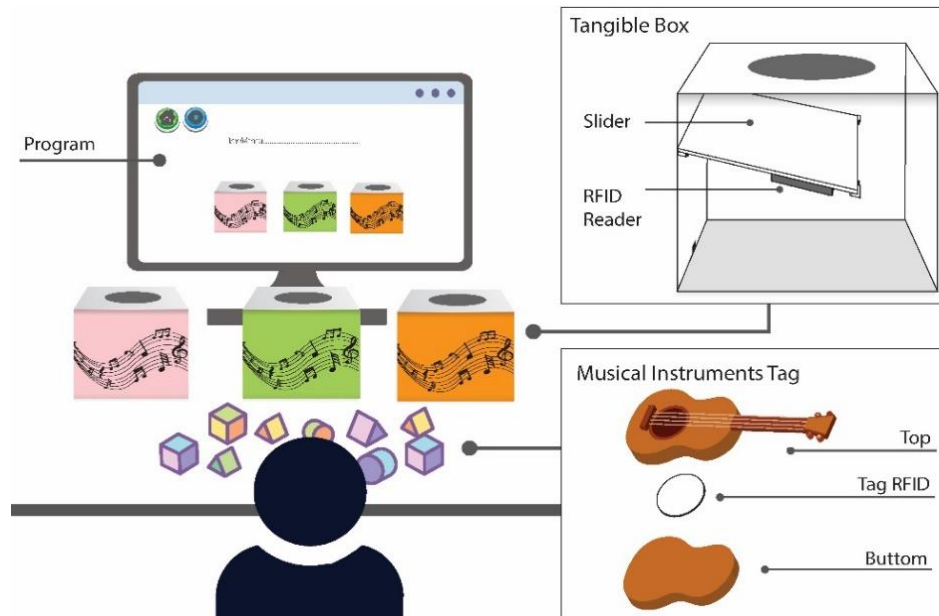 Program
Tangible Box
Slider
RFID
Reader
Musical Instruments Tag
Top
Tag RFID
Buttom